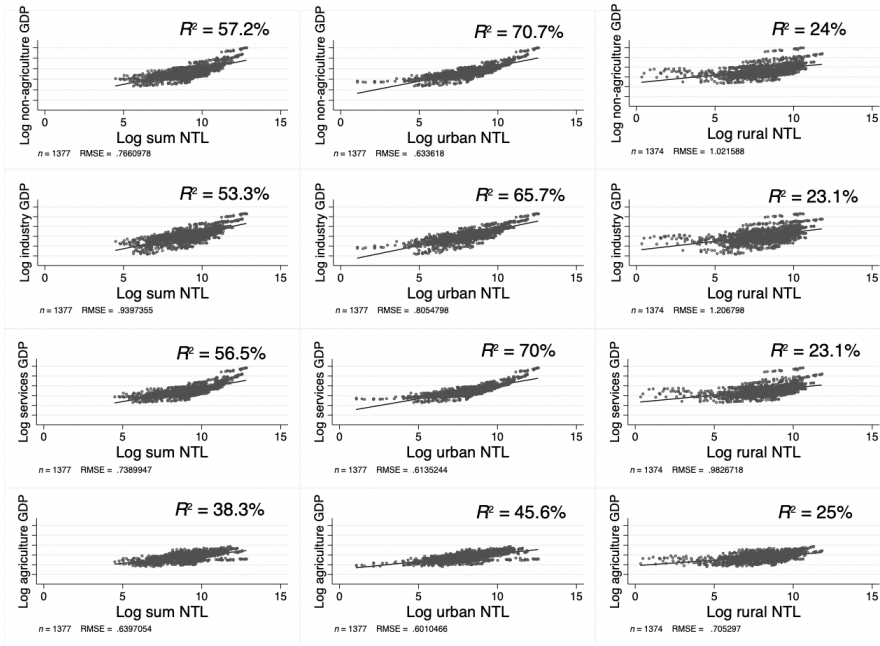 Log non-agriculture GDP
R² = 57.2%
0 5 10 15
Log sum NTL
n = 1377 RMSE = .7660978
Log non-agriculture GDP
R² = 70.7%
0 5 10 15
Log urban NTL
n = 1377 RMSE = .633618
Log non-agriculture GDP
R² = 24%
0 5 10 15
Log rural NTL
n = 1374 RMSE = 1.021588
Log industry GDP
R² = 53.3%
0 5 10 15
Log sum NTL
n = 1377 RMSE = .9397355
Log industry GDP
R² = 65.7%
0 5 10 15
Log urban NTL
n = 1377 RMSE = .8054798
Log industry GDP
R² = 23.1%
0 5 10 15
Log rural NTL
n = 1374 RMSE = 1.206798
Log services GDP
R² = 56.5%
0 5 10 15
Log sum NTL
n = 1377 RMSE = .7389947
Log services GDP
R² = 70%
0 5 10 15
Log urban NTL
n = 1377 RMSE = .6135244
Log services GDP
R² = 23.1%
0 5 10 15
Log rural NTL
n = 1374 RMSE = .9826718
Log agriculture GDP
R² = 38.3%
0 5 10 15
Log sum NTL
n = 1377 RMSE = .6397054
Log agriculture GDP
R² = 45.6%
0 5 10 15
Log urban NTL
n = 1377 RMSE = .6010466
Log agriculture GDP
R² = 25%
0 5 10 15
Log rural NTL
n = 1374 RMSE = .705297